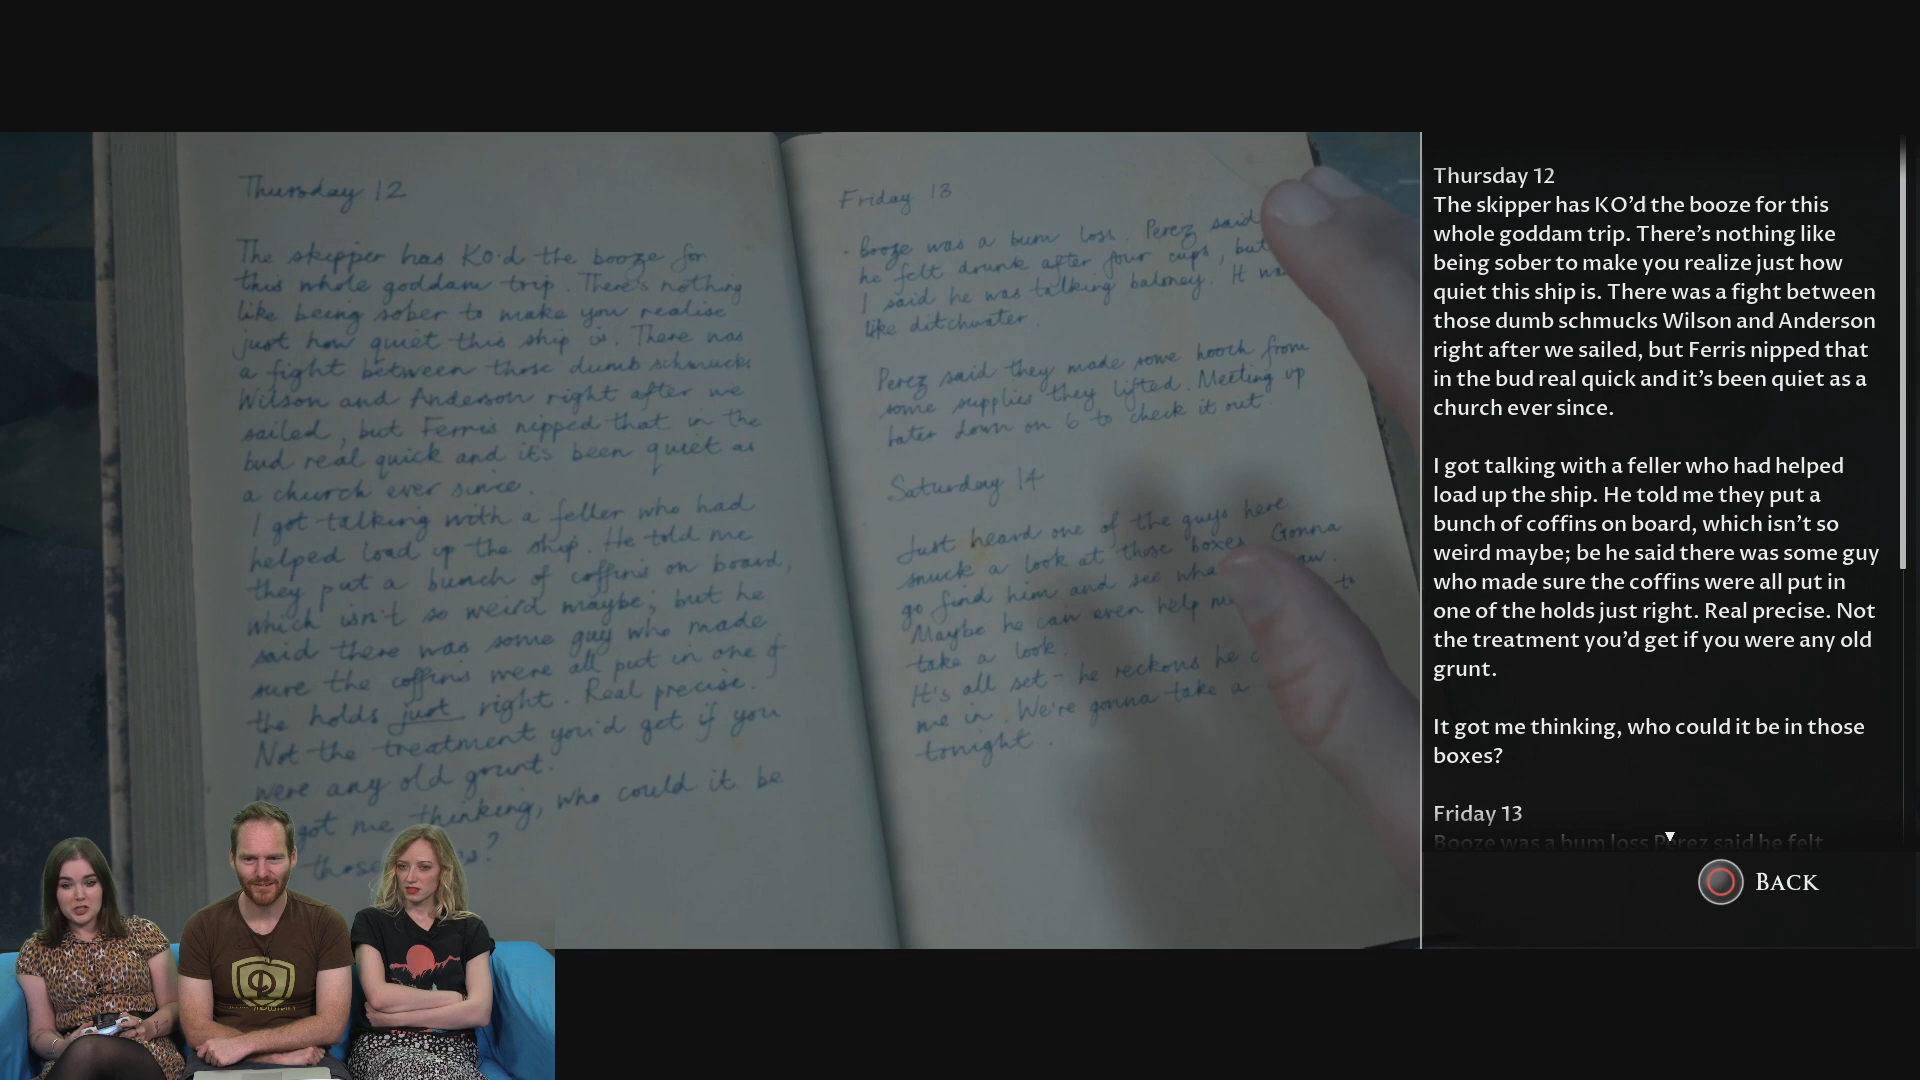 Thursday 12
The skipper has KO'd the booze for
this whole goddam trip. There's nothing
like being sober to make you realise
just how quiet this ship is. There was
a fight between those dumb schmucks
Wilson and Anderson right after we
sailed, but Ferris nipped that in the
bud real quick and it's been quiet as
a church ever since.
I got talking with a feller who had
helped load up the ship. He told me
they put a bunch of coffins on board,
which isn't so weird maybe; but he
said there was some guy who made
sure the coffins were all put in one of
the holds just right. Real precise.
Not the treatment you'd get if you
were any old grunt.
got me thinking, who could it be
those
Friday 13
Booze was a bum loss. Perez said
he felt drunk after four cups, but
I said he was talking baloney. It was
like ditchwater.
Perez said they made some hooch from
some supplies they lifted. Meeting up
later down on 6 to check it out.
Saturday 14
Just heard one of the guys here
snuck a look at those boxes. Gonna
go find him and see
Maybe he can even help me to
take a look.
It's all set - he reckons he
me in. We're gonna take a
tonight.
Thursday 12
The skipper has KO’d the booze for this
whole goddam trip. There’s nothing like
being sober to make you realize just how
quiet this ship is. There was a fight between
those dumb schmucks Wilson and Anderson
right after we sailed, but Ferris nipped that
in the bud real quick and it’s been quiet as a
church ever since.
I got talking with a feller who had helped
load up the ship. He told me they put a
bunch of coffins on board, which isn’t so
weird maybe; be he said there was some guy
who made sure the coffins were all put in
one of the holds just right. Real precise. Not
the treatment you’d get if you were any old
grunt.
It got me thinking, who could it be in those
boxes?
Friday 13
Booze was a bum loss Perez said he felt
BACK